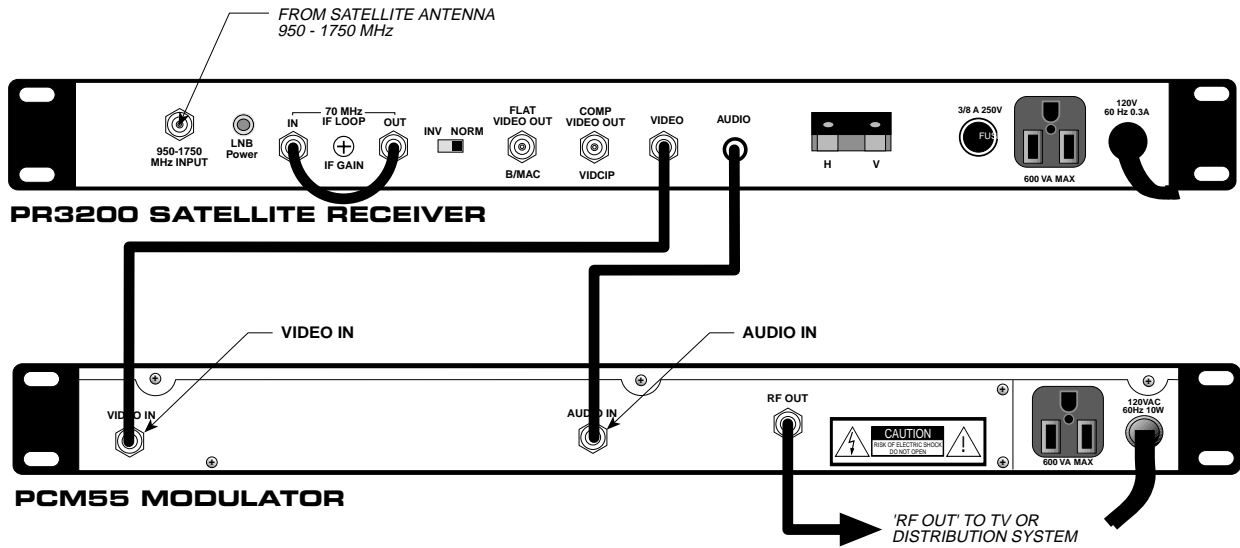 FROM SATELLITE ANTENNA
950 - 1750 MHz
950-1750
MHz INPUT
LNB
Power
70 MHz
IF LOOP
IN
OUT
IF GAIN
INV NORM
FLAT
VIDEO OUT
B/MAC
COMP
VIDEO OUT
VIDCIP
VIDEO
AUDIO
H V
3/8 A 250V
FUS
600 VA MAX
120V
60 Hz 0.3A
PR3200 SATELLITE RECEIVER
VIDEO IN
AUDIO IN
VIDEO IN
AUDIO IN
RF OUT
CAUTION
RISK OF ELECTRIC SHOCK
DO NOT OPEN
600 VA MAX
120VAC
60Hz 10W
PCM55 MODULATOR
'RF OUT' TO TV OR
DISTRIBUTION SYSTEM